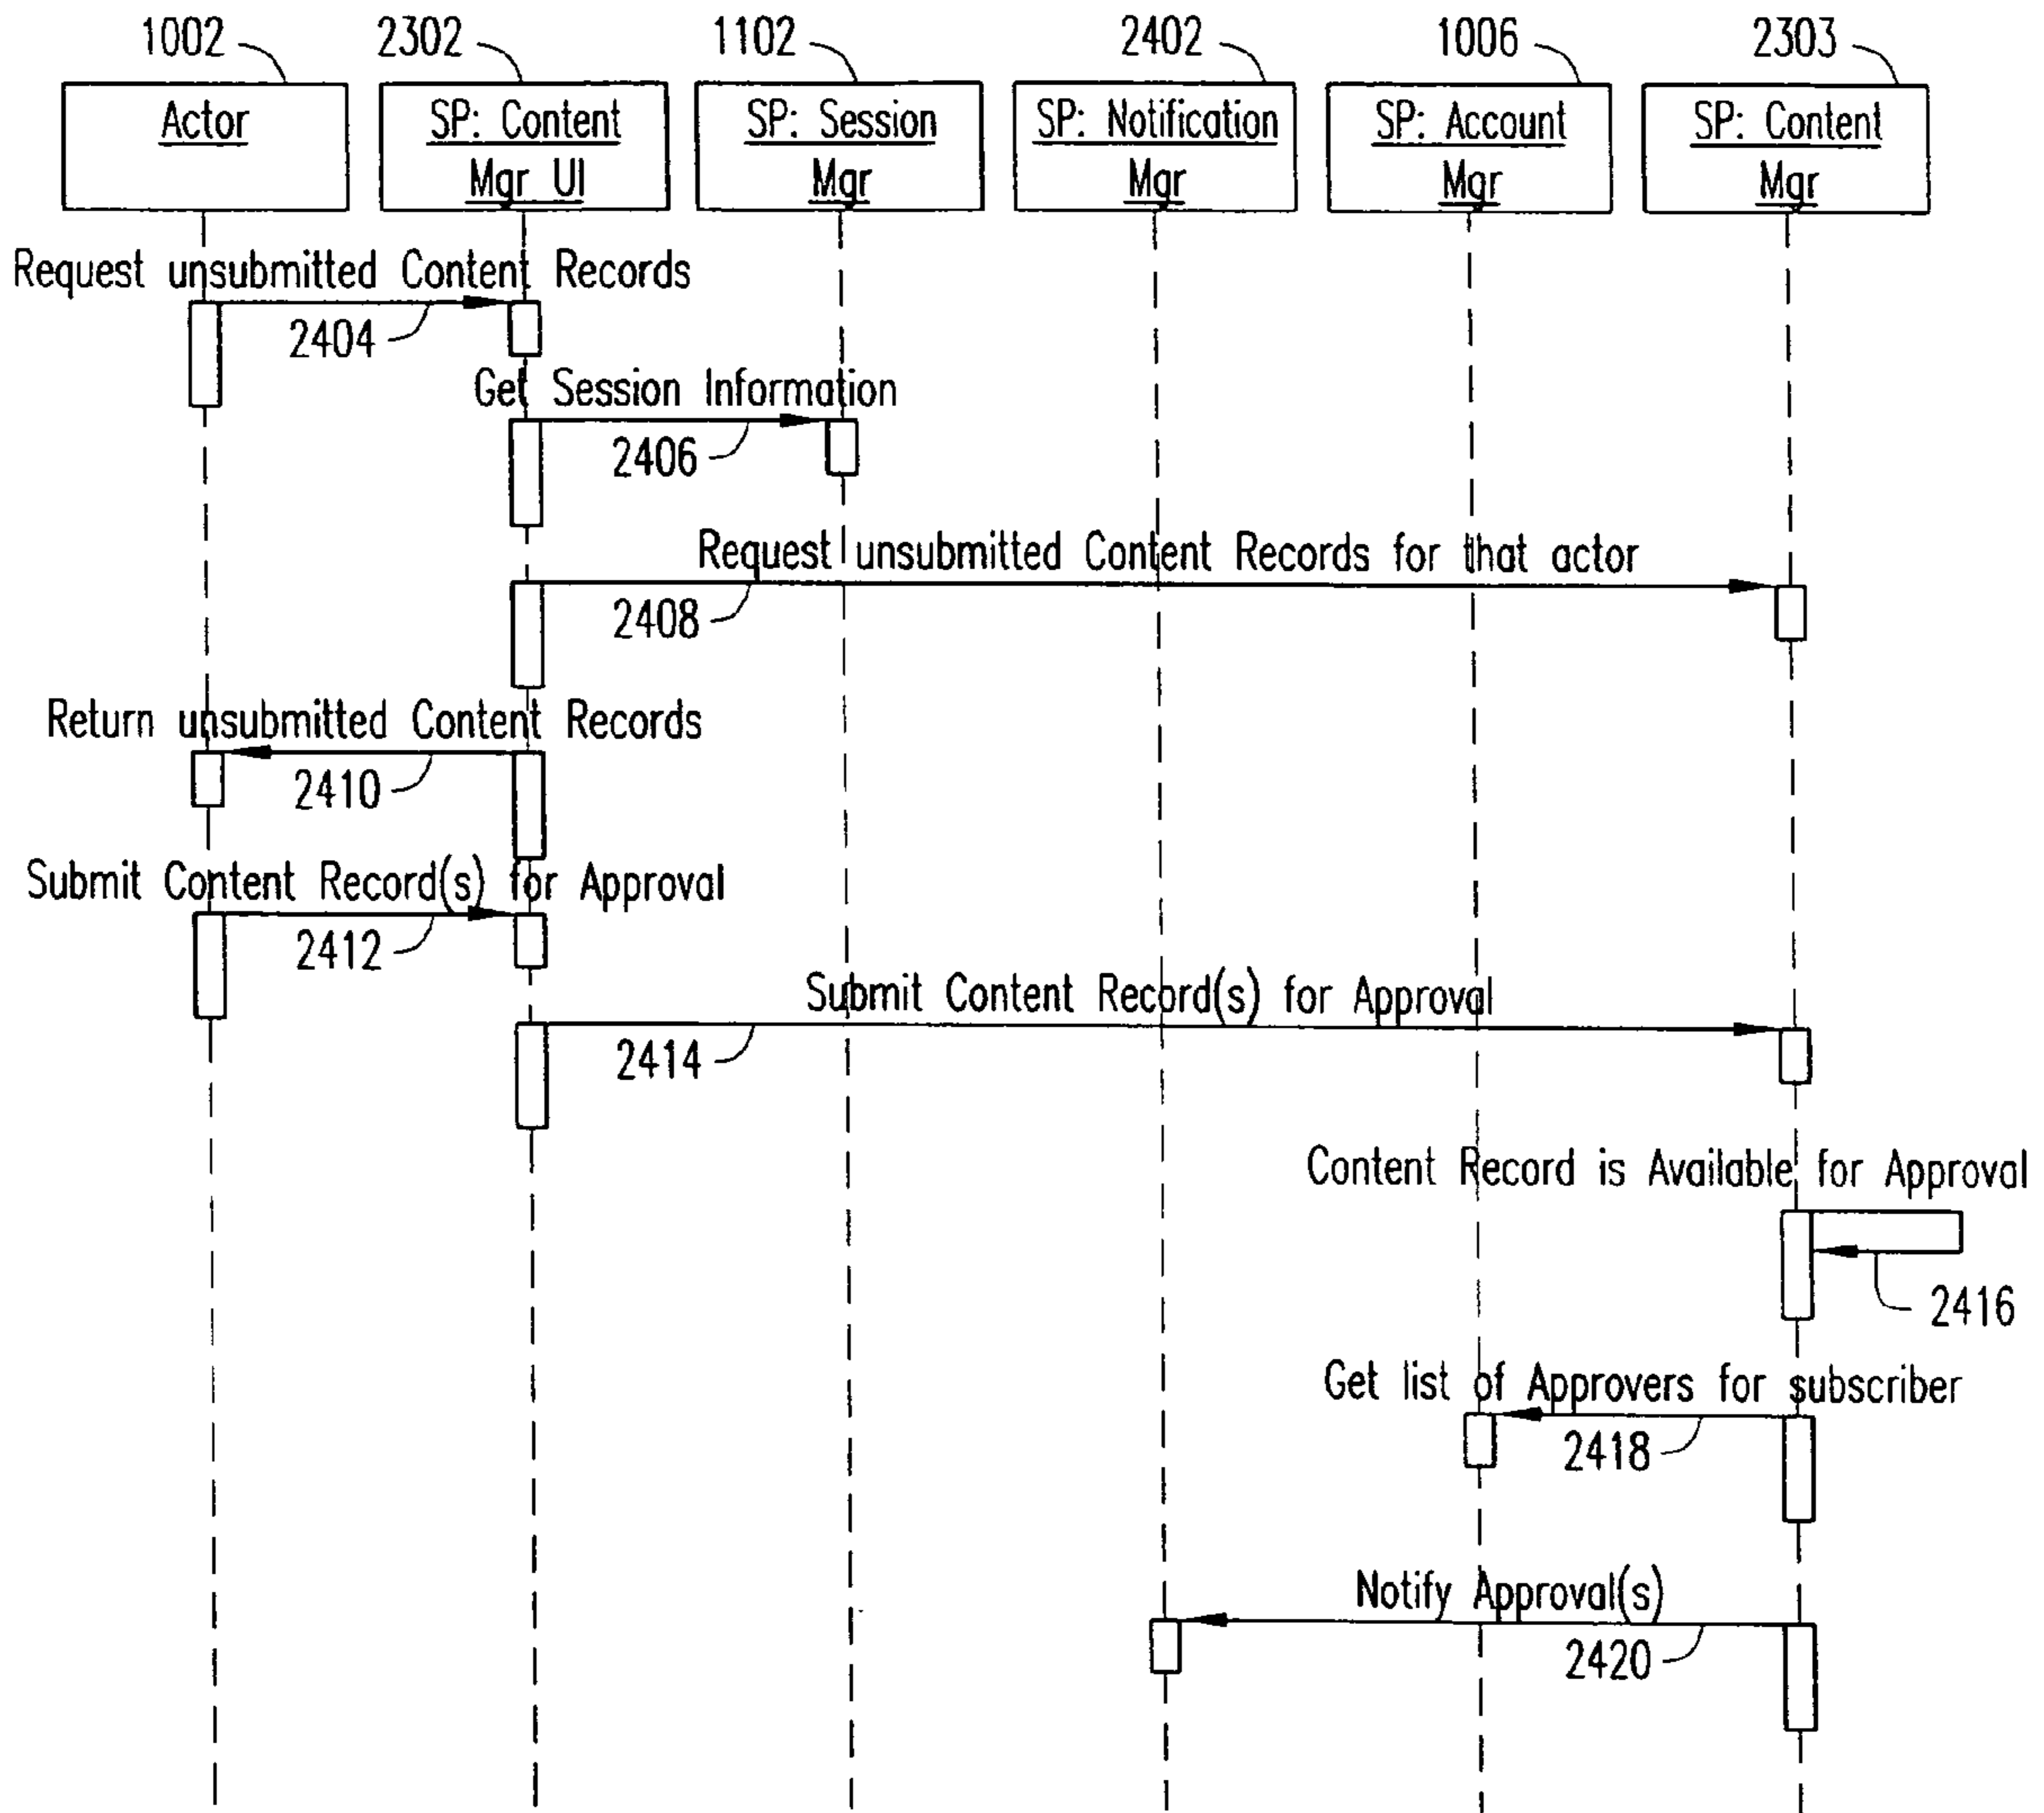 1002
2302
1102
2402
1006
2303
Actor
SP: Content
Mgr UI
SP: Session
Mgr
SP: Notification
Mgr
SP: Account
Mgr
SP: Content
Mgr
Request unsubmitted Content Records
2404
Get Session Information
2406
Request unsubmitted Content Records for that actor
2408
Return unsubmitted Content Records
2410
Submit Content Record(s) for Approval
2412
Submit Content Record(s) for Approval
2414
Content Record is Available for Approval
2416
Get list of Approvers for subscriber
2418
Notify Approval(s)
2420